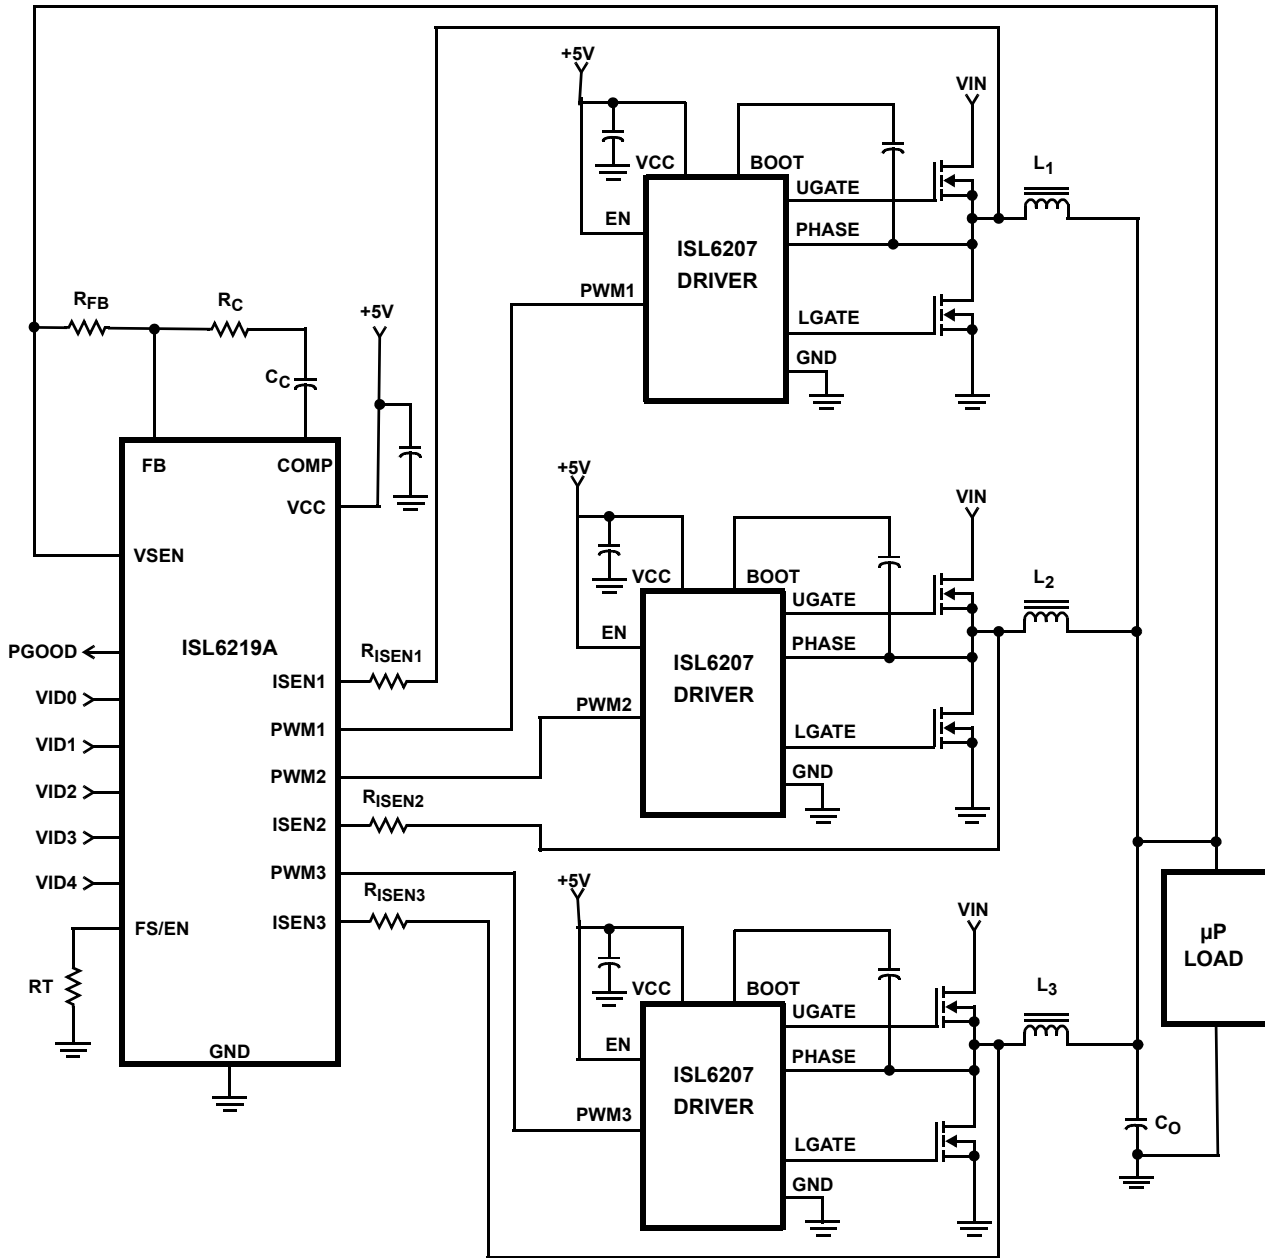 +5V
VIN
VCC
BOOT
UGATE
L1
EN
PHASE
ISL6207
DRIVER
PWM1
LGATE
GND
RFB
RC
+5V
CC
FB
COMP
VCC
VSEN
PGOOD
ISL6219A
RISEN1
ISEN1
VID0
PWM1
VID1
PWM2
VID2
RISEN2
ISEN2
VID3
PWM3
VID4
RISEN3
ISEN3
FS/EN
RT
GND
+5V
VIN
VCC
BOOT
UGATE
L2
EN
PHASE
ISL6207
DRIVER
PWM2
LGATE
GND
+5V
VIN
µP
LOAD
VCC
BOOT
UGATE
L3
EN
PHASE
ISL6207
DRIVER
PWM3
LGATE
CO
GND